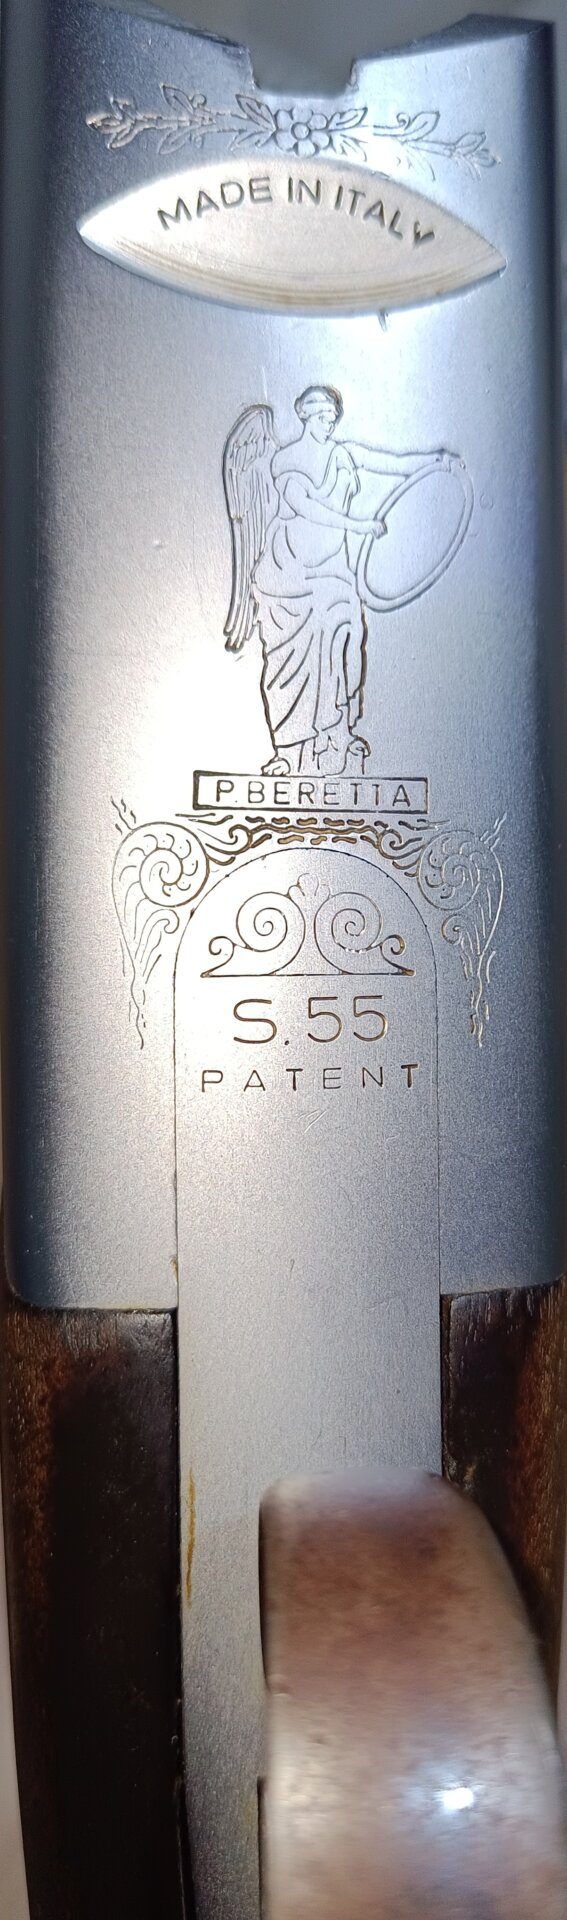 MADE IN ITALY
P. BERETTA
S.55
PATENT